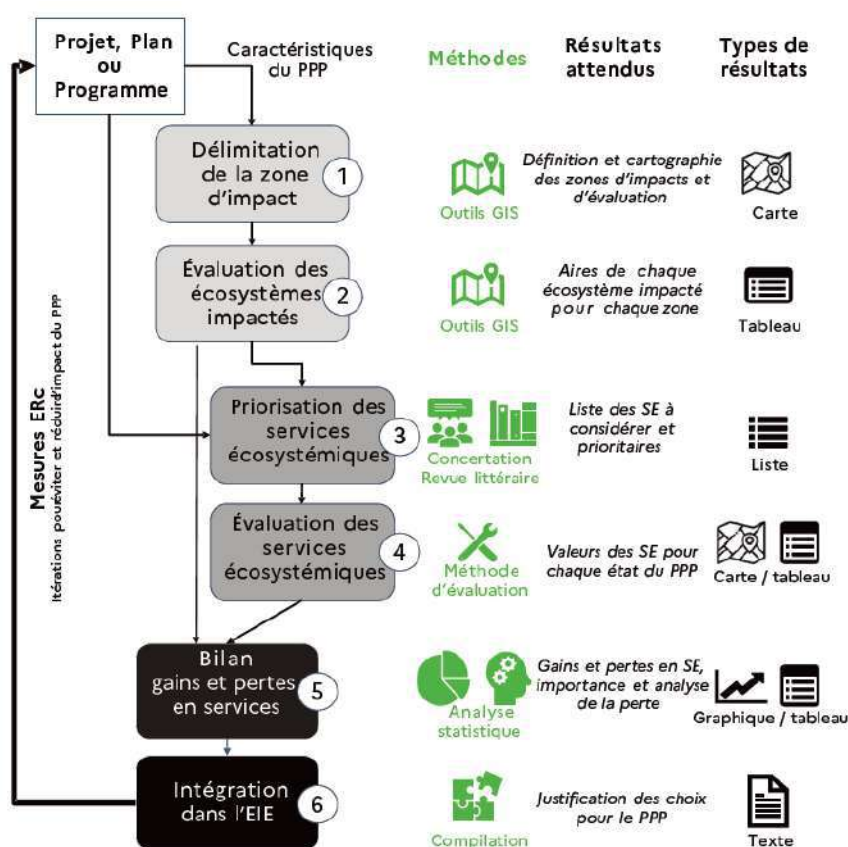 Projet, Plan
ou
Programme
Caractéristiques
du PPP
Méthodes
Résultats
attendus
Types de
résultats
Délimitation
de la zone
d'impact
1
Outils GIS
Définition et cartographie
des zones d'impacts et
d'évaluation
Carte
Évaluation des
écosystèmes
impactés
2
Outils GIS
Aires de chaque
écosystème impacté
pour chaque zone
Tableau
Mesures ERc
Itérations pouréviter et réduird'impact du PPP
Priorisation des
services
écosystémiques
3
Concertation
Revue littéraire
Liste des SE à
considérer et
prioritaires
Liste
Évaluation des
services
écosystémiques
4
Méthode
d'évaluation
Valeurs des SE pour
chaque état du PPP
Carte / tableau
Bilan
gains et pertes
en services
5
Analyse
statistique
Gains et pertes en SE,
importance et analyse
de la perte
Graphique / tableau
Intégration
dans l'EIE
6
Compilation
Justification des choix
pour le PPP
Texte